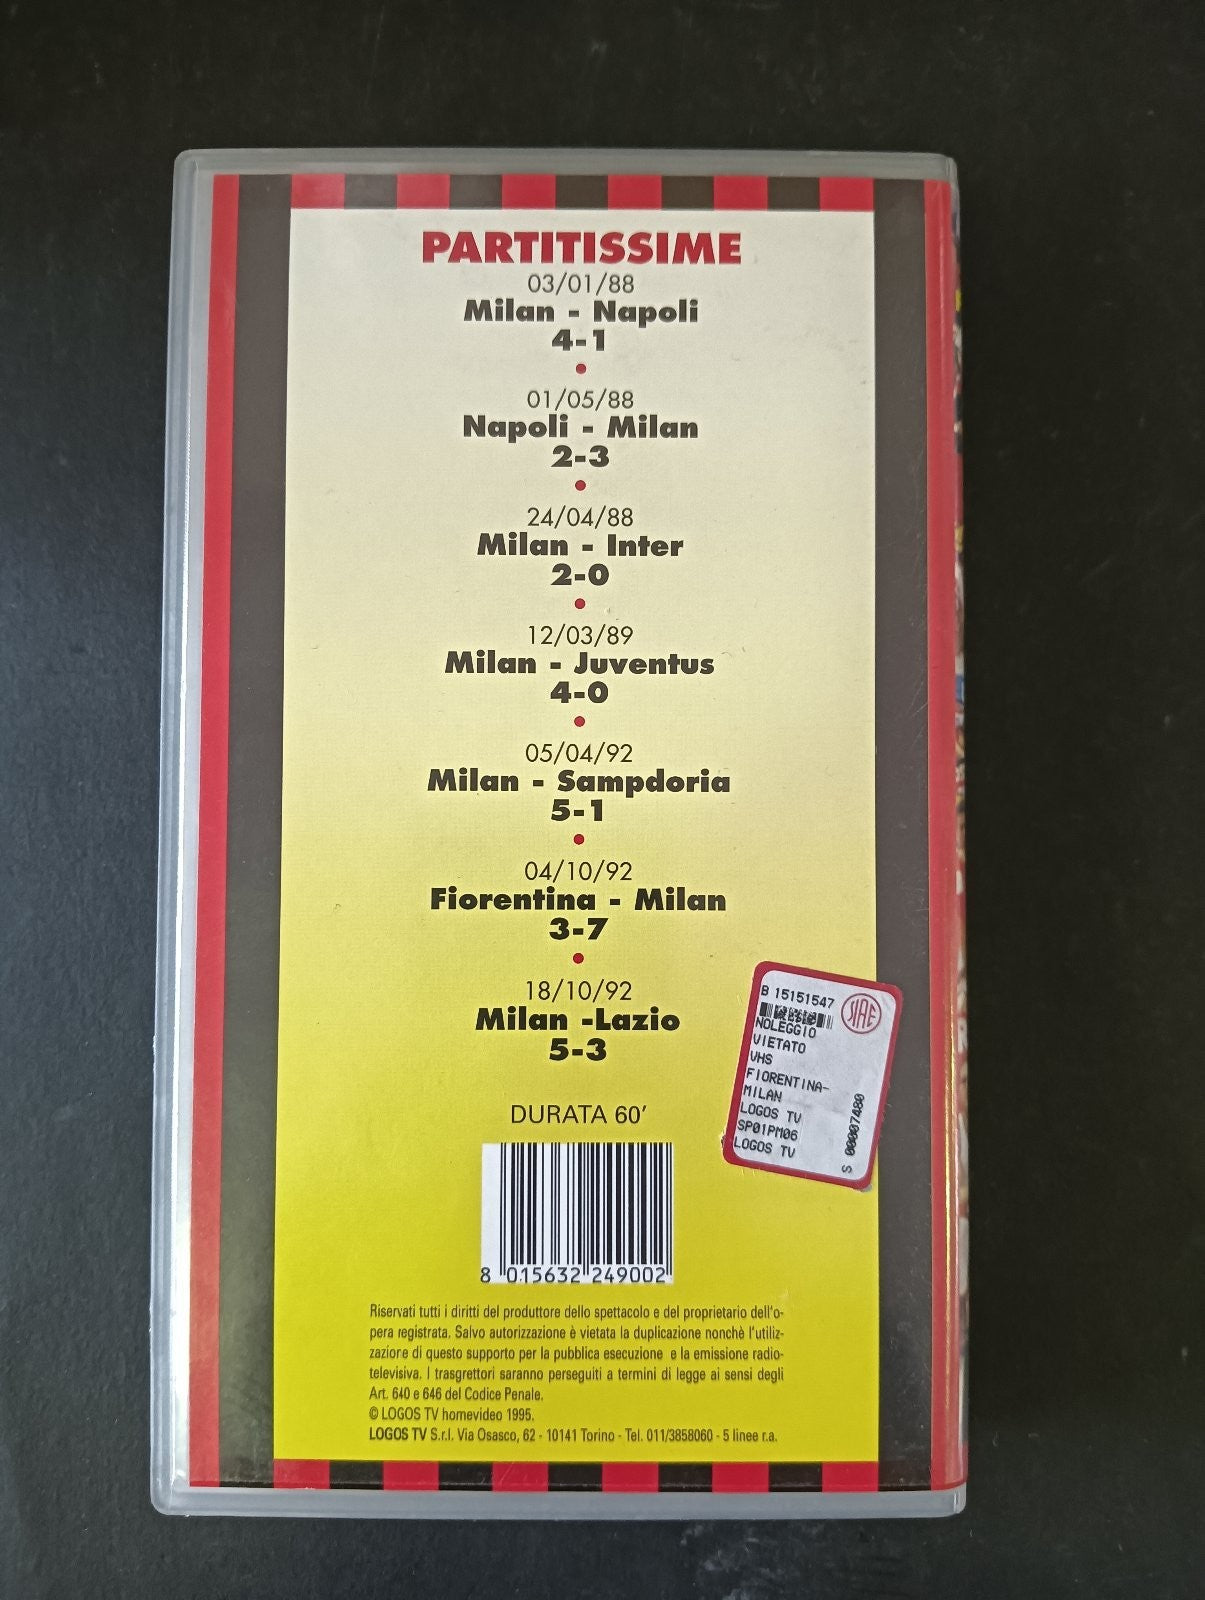 PARTITISSIME
03/01/88
Milan - Napoli
4-1
01/05/88
Napoli - Milan
2-3
24/04/88
Milan - Inter
2-0
12/03/89
Milan - Juventus
4-0
05/04/92
Milan - Sampdoria
5-1
04/10/92
Fiorentina - Milan
3-7
18/10/92
Milan -Lazio
5-3
DURATA 60'
8 015632 249002
B 15151547
SIAE
NOLEGGIO
VIETATO
VHS
FIORENTINA-
MILAN
LOGOS TV
SP01PM06
LOGOS TV
S 00007480
Riservati tutti i diritti del produttore dello spettacolo e del proprietario dell'o-
pera registrata. Salvo autorizzazione è vietata la duplicazione nonchè l'utiliz-
zazione di questo supporto per la pubblica esecuzione e la emissione radio-
televisiva. I trasgrettori saranno perseguiti a termini di legge ai sensi degli
Art. 640 e 646 del Codice Penale.
© LOGOS TV homevideo 1995.
LOGOS TV S.r.l. Via Osasco, 62 - 10141 Torino - Tel. 011/3858060 - 5 linee r.a.